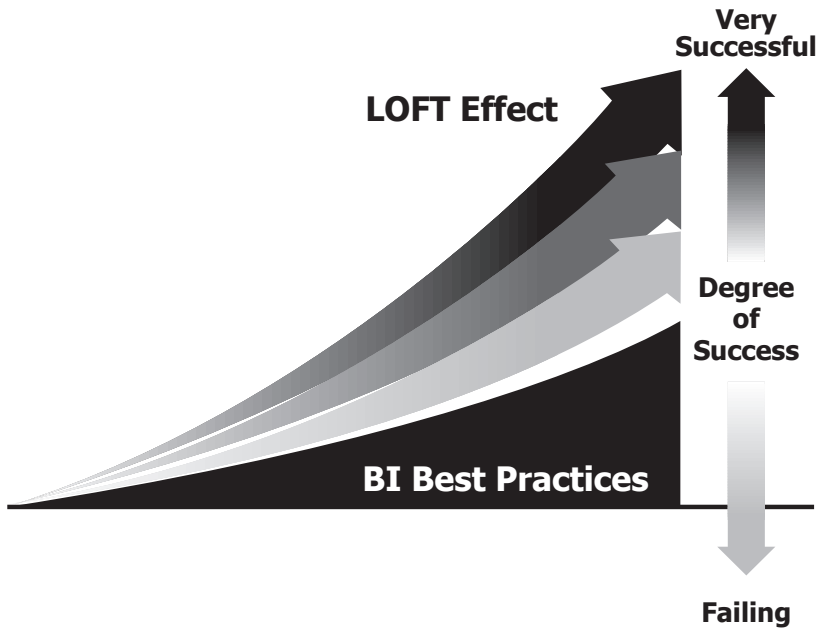 Very
Successful
LOFT Effect
Degree
of
Success
BI Best Practices
Failing